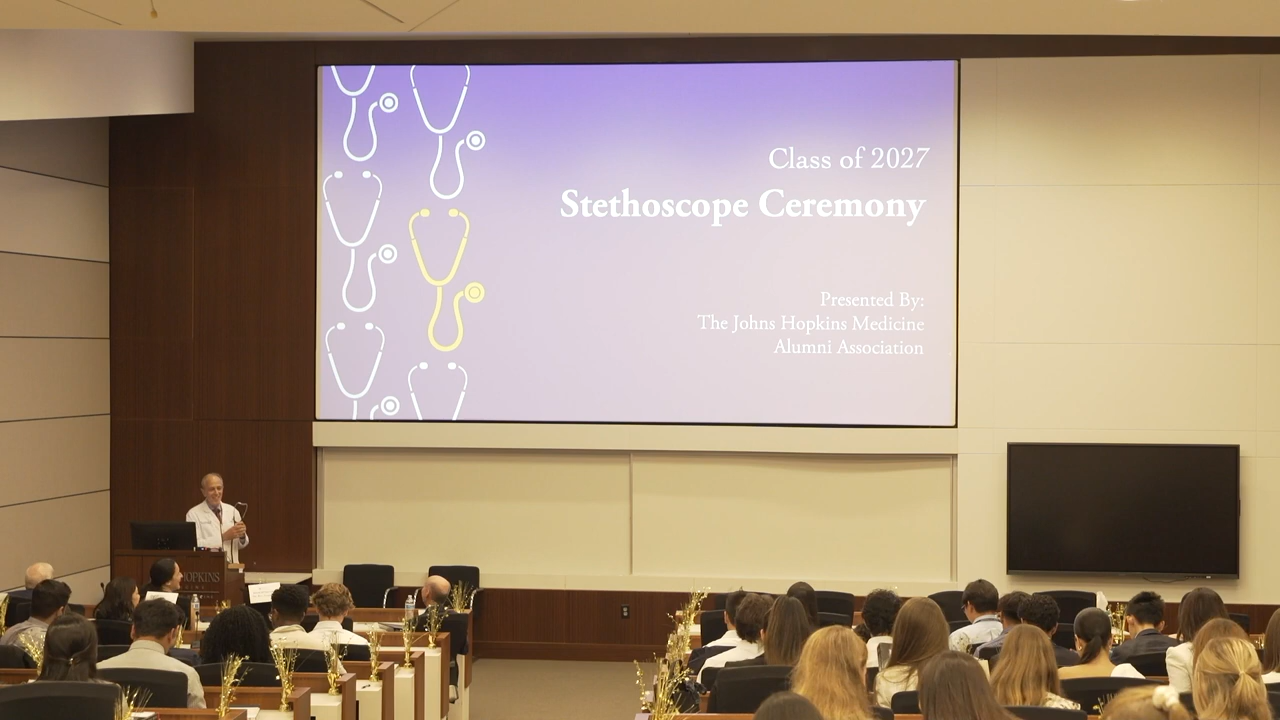 Class of 2027
Stethoscope Ceremony
Presented By:
The Johns Hopkins Medicine
Alumni Association
HOPKINS